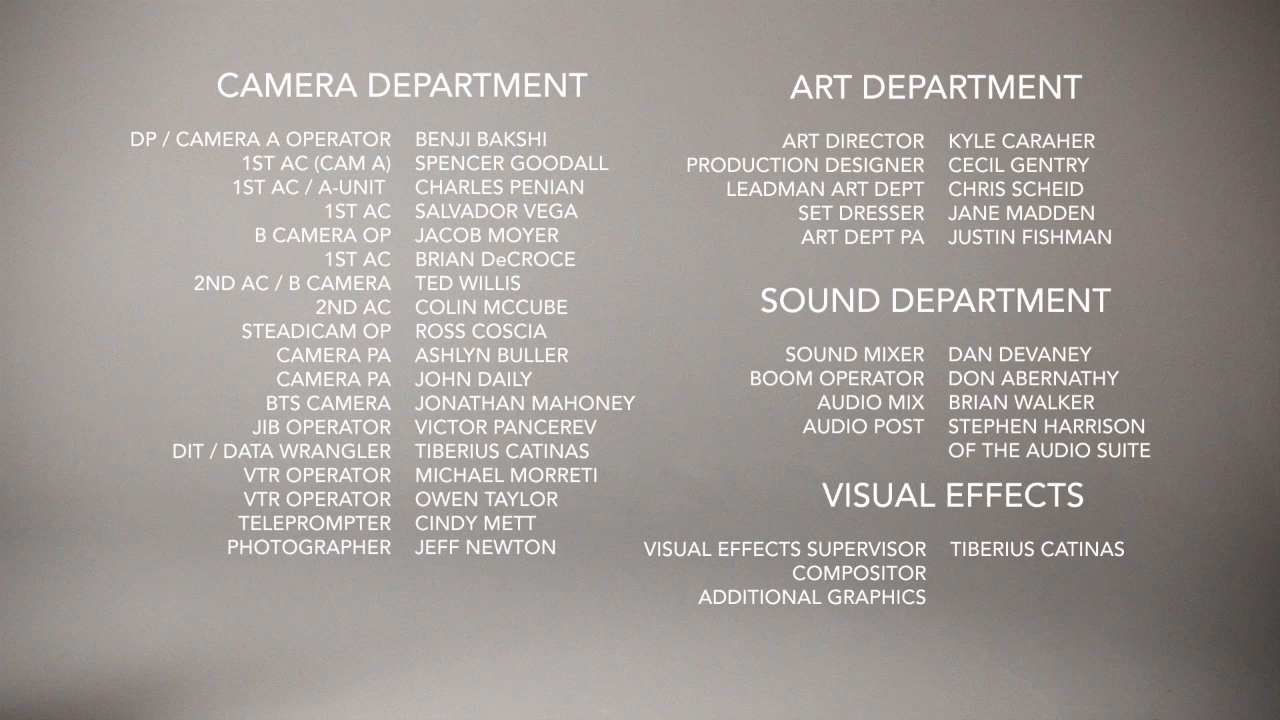 CAMERA DEPARTMENT
DP / CAMERA A OPERATOR BENJI BAKSHI
1ST AC (CAM A) SPENCER GOODALL
1ST AC / A-UNIT CHARLES PENIAN
1ST AC SALVADOR VEGA
B CAMERA OP JACOB MOYER
1ST AC BRIAN DeCROCE
2ND AC / B CAMERA TED WILLIS
2ND AC COLIN MCCUBE
STEADICAM OP ROSS COSCIA
CAMERA PA ASHLYN BULLER
CAMERA PA JOHN DAILY
BTS CAMERA JONATHAN MAHONEY
JIB OPERATOR VICTOR PANCEREV
DIT / DATA WRANGLER TIBERIUS CATINAS
VTR OPERATOR MICHAEL MORRETI
VTR OPERATOR OWEN TAYLOR
TELEPROMPTER CINDY METT
PHOTOGRAPHER JEFF NEWTON
ART DEPARTMENT
ART DIRECTOR KYLE CARAHER
PRODUCTION DESIGNER CECIL GENTRY
LEADMAN ART DEPT CHRIS SCHEID
SET DRESSER JANE MADDEN
ART DEPT PA JUSTIN FISHMAN
SOUND DEPARTMENT
SOUND MIXER DAN DEVANEY
BOOM OPERATOR DON ABERNATHY
AUDIO MIX BRIAN WALKER
AUDIO POST STEPHEN HARRISON
OF THE AUDIO SUITE
VISUAL EFFECTS
VISUAL EFFECTS SUPERVISOR TIBERIUS CATINAS
COMPOSITOR
ADDITIONAL GRAPHICS